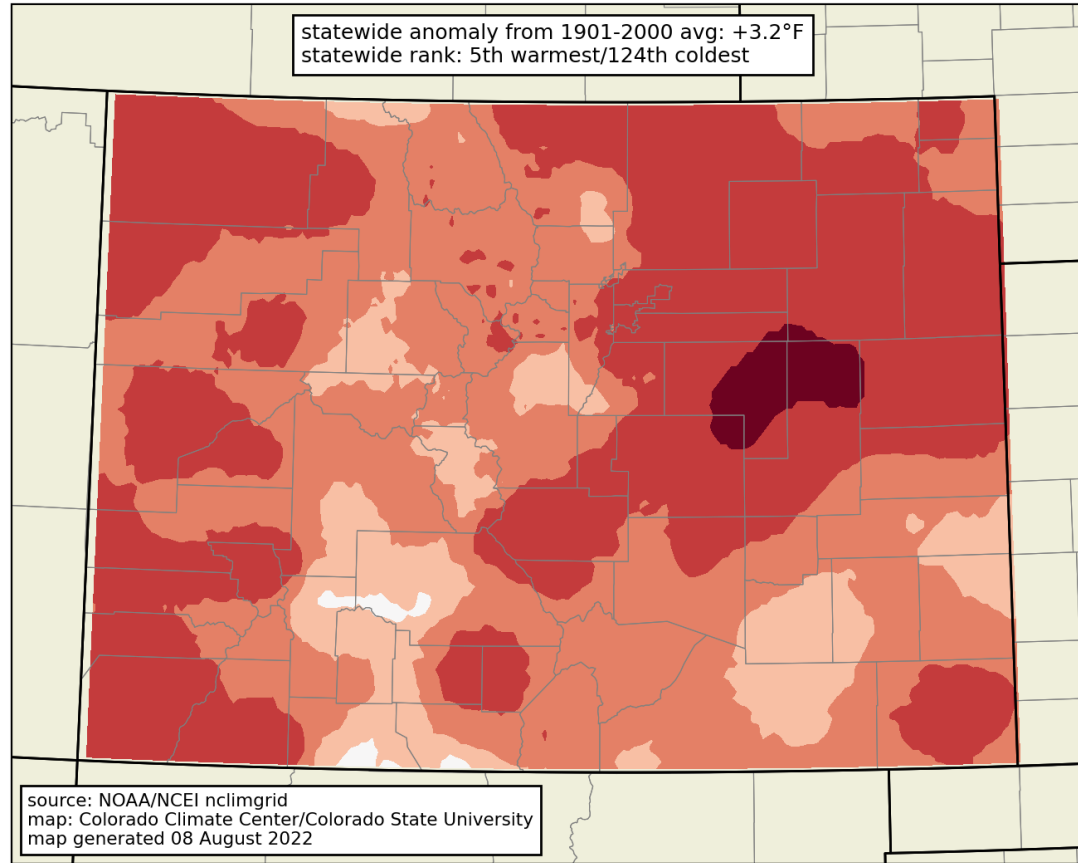 statewide anomaly from 1901-2000 avg: +3.2°F
statewide rank: 5th warmest/124th coldest
source: NOAA/NCEI nclimgrid
map: Colorado Climate Center/Colorado State University
map generated 08 August 2022